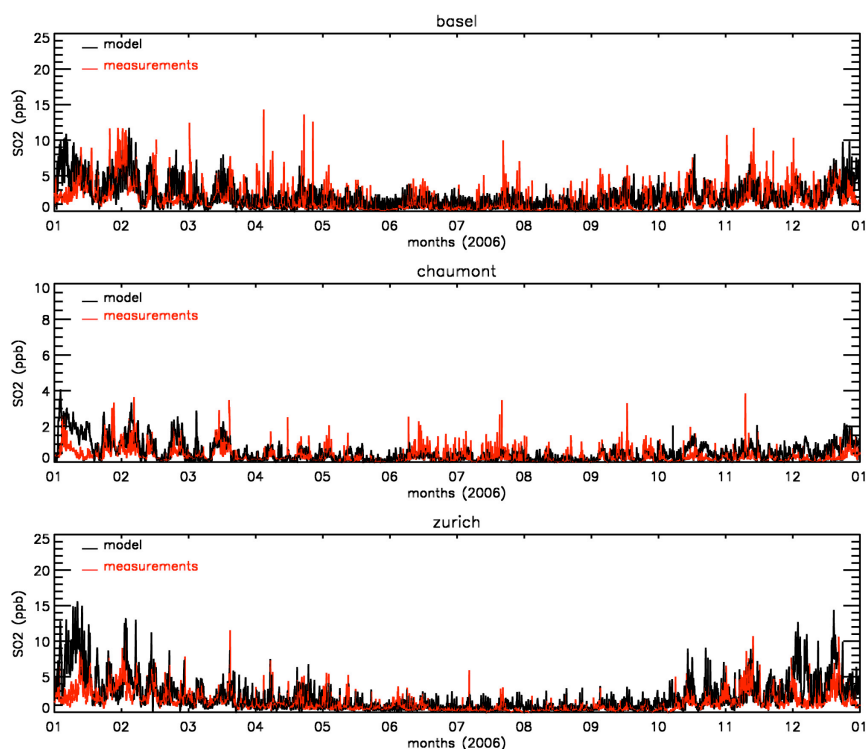 basel
25
20
15
10
5
0
SO2 (ppb)
model
measurements
01 02 03 04 05 06 07 08 09 10 11 12 01
months (2006)
chaumont
10
8
6
4
2
0
SO2 (ppb)
model
measurements
01 02 03 04 05 06 07 08 09 10 11 12 01
months (2006)
zurich
25
20
15
10
5
0
SO2 (ppb)
model
measurements
01 02 03 04 05 06 07 08 09 10 11 12 01
months (2006)